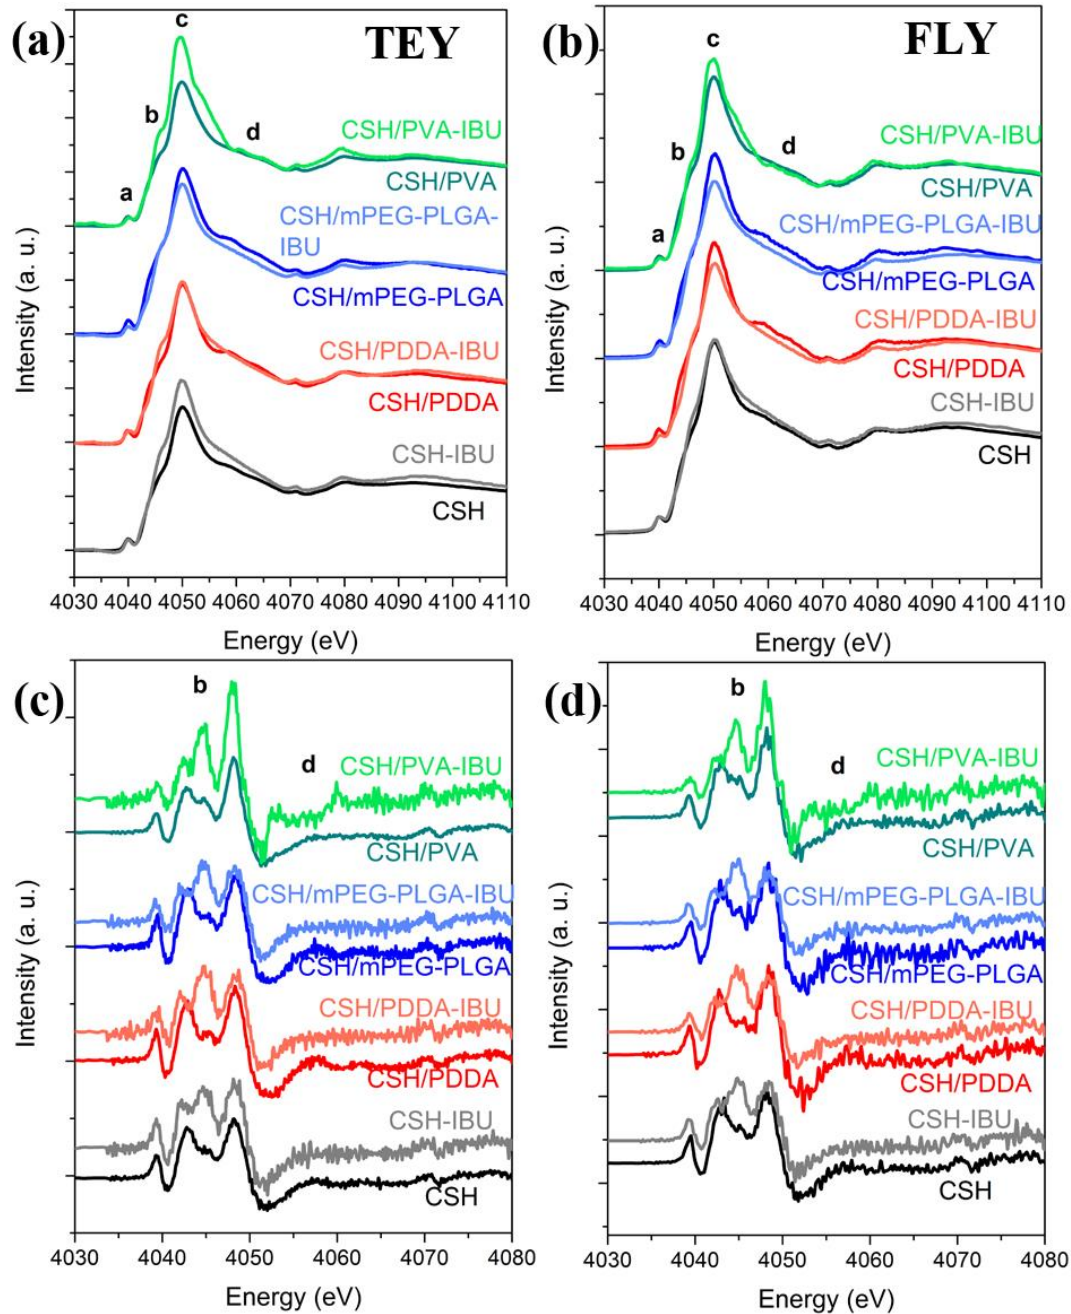 (a)
TEY
c
b
d
a
CSH/PVA-IBU
CSH/PVA
CSH/mPEG-PLGA-
IBU
CSH/mPEG-PLGA
CSH/PDDA-IBU
CSH/PDDA
CSH-IBU
CSH
Intensity (a. u.)
4030 4040 4050 4060 4070 4080 4090 4100 4110
Energy (eV)
(b)
FLY
c
b
d
a
CSH/PVA-IBU
CSH/PVA
CSH/mPEG-PLGA-IBU
CSH/mPEG-PLGA
CSH/PDDA-IBU
CSH/PDDA
CSH-IBU
CSH
Intensity (a. u.)
4030 4040 4050 4060 4070 4080 4090 4100 4110
Energy (eV)
(c)
b
d
CSH/PVA-IBU
CSH/PVA
CSH/mPEG-PLGA-IBU
CSH/mPEG-PLGA
CSH/PDDA-IBU
CSH/PDDA
CSH-IBU
CSH
Intensity (a. u.)
4030 4040 4050 4060 4070 4080
Energy (eV)
(d)
b
d
CSH/PVA-IBU
CSH/PVA
CSH/mPEG-PLGA-IBU
CSH/mPEG-PLGA
CSH/PDDA-IBU
CSH/PDDA
CSH-IBU
CSH
Intensity (a. u.)
4030 4040 4050 4060 4070 4080
Energy (eV)